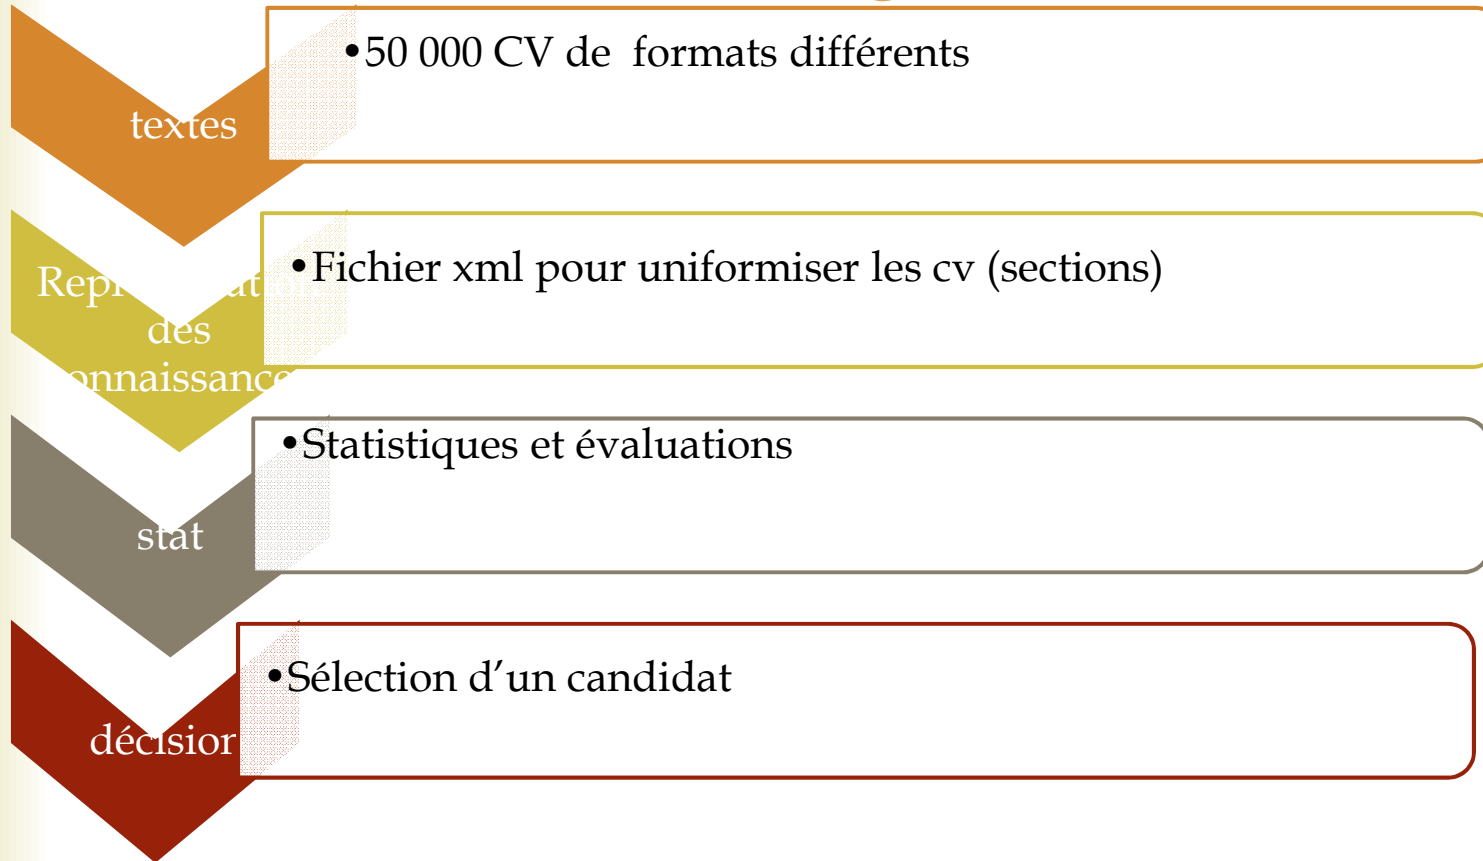 textes
•50 000 CV de formats différents
des
•Fichier xml pour uniformiser les cv (sections)
stat
•Statistiques et évaluations
décision
•Sélection d’un candidat